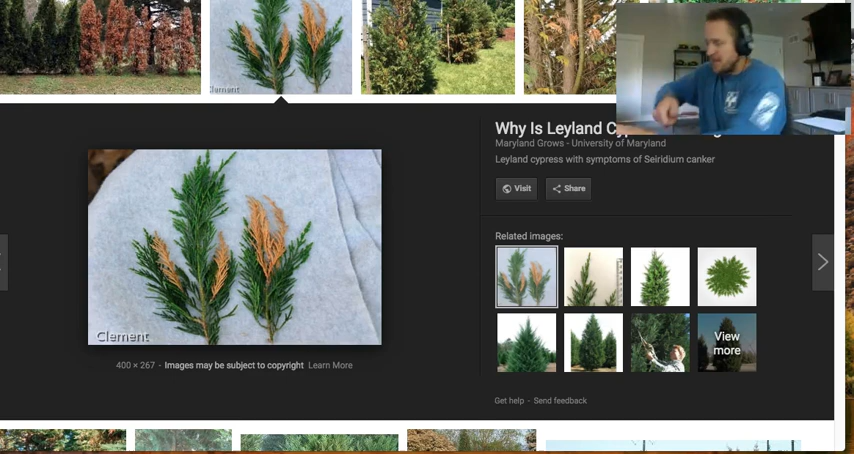 Clement
Why Is Leyland
Maryland Grows - University of Maryland
Leyland cypress with symptoms of Seiridium canker
Visit
Share
Related images:
Clement
View
more
400 × 267 - Images may be subject to copyright Learn More
Get help - Send feedback